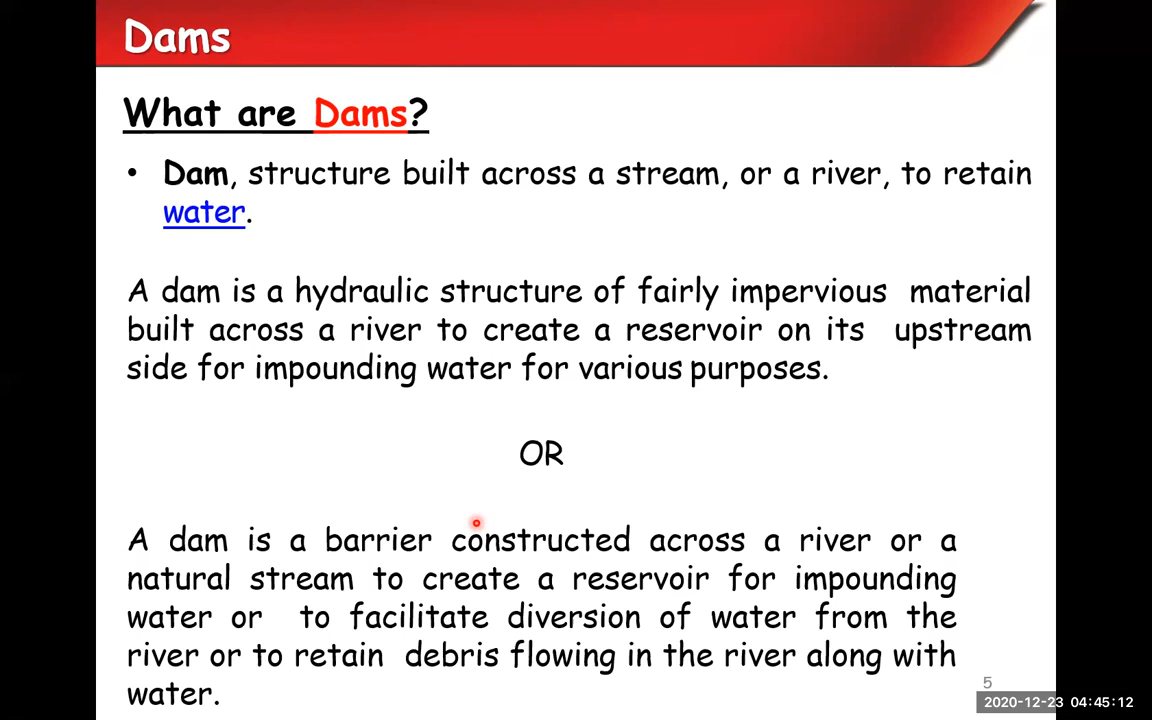 Dams
What are Dams?
• Dam, structure built across a stream, or a river, to retain
water.
A dam is a hydraulic structure of fairly impervious material
built across a river to create a reservoir on its upstream
side for impounding water for various purposes.
OR
A dam is a barrier constructed across a river or a
natural stream to create a reservoir for impounding
water or to facilitate diversion of water from the
river or to retain debris flowing in the river along with
water.
5
2020-12-23 04:45:12